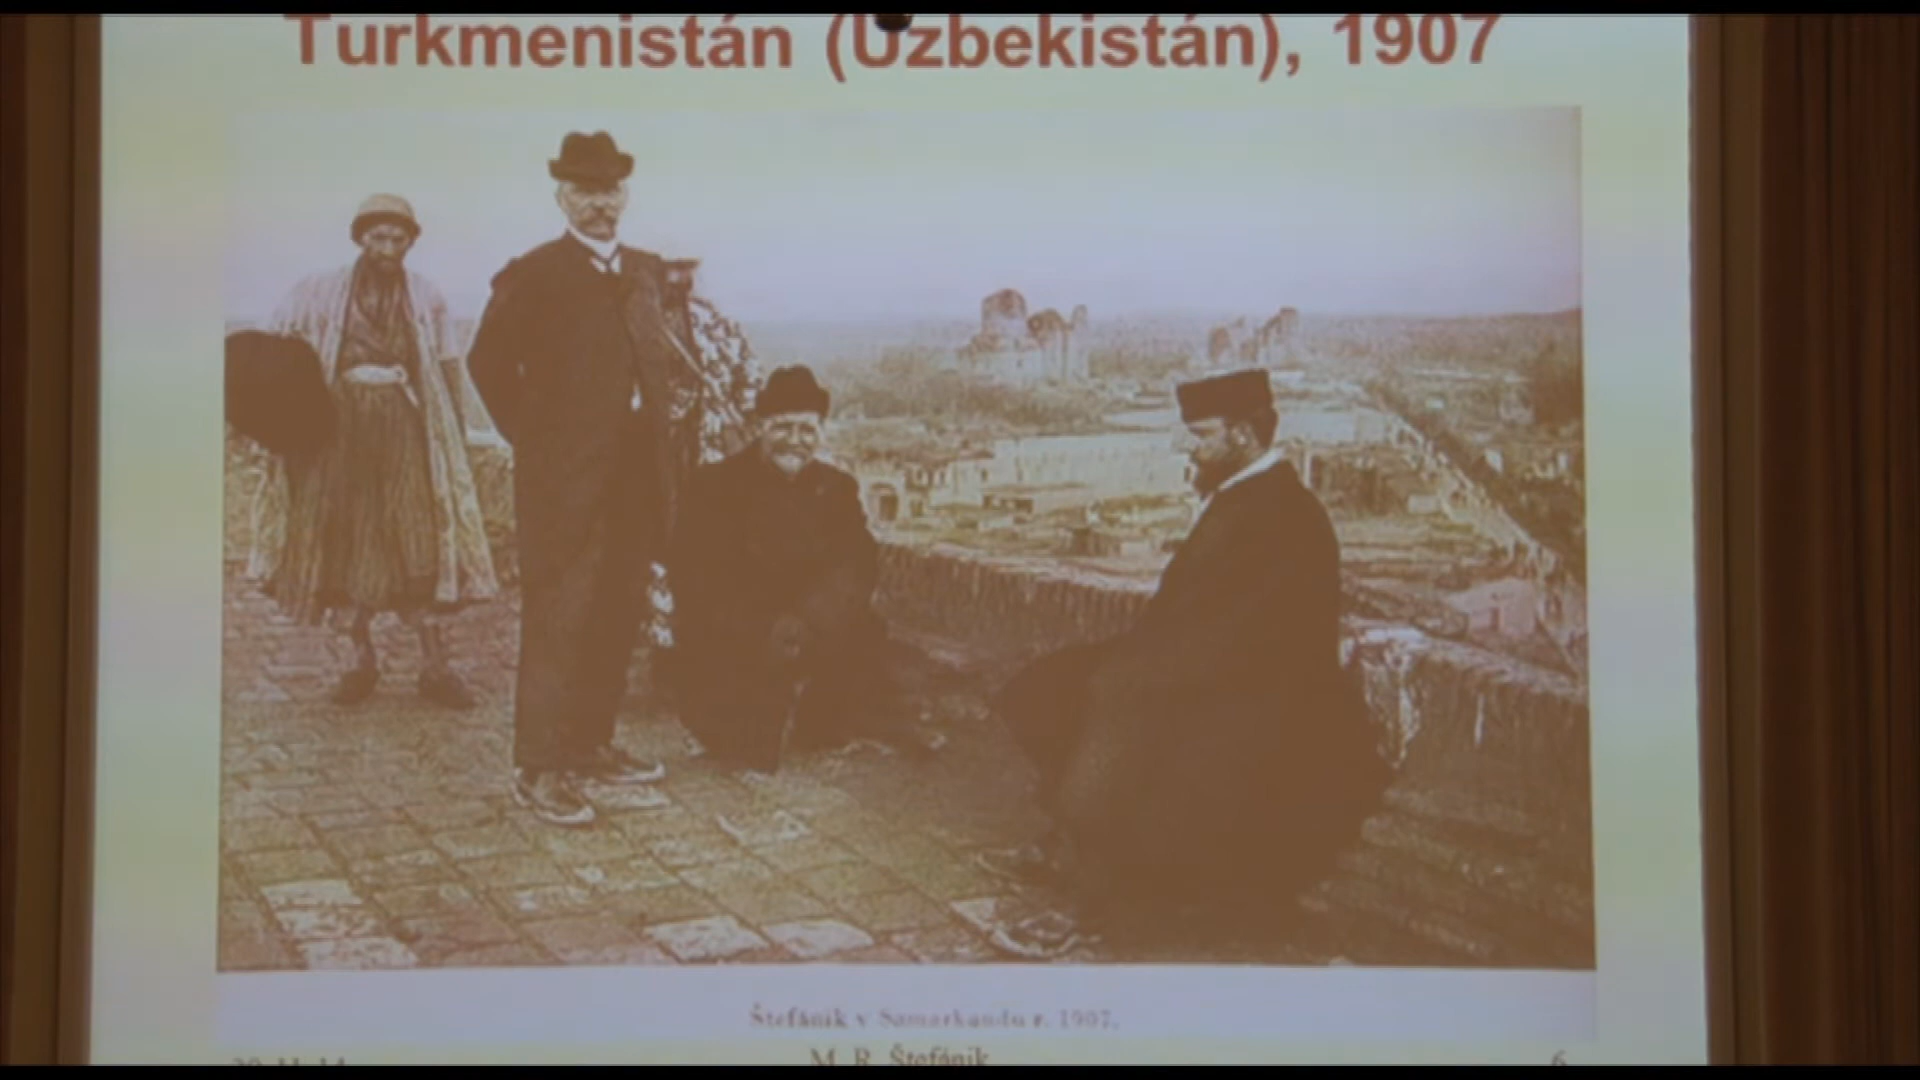 Turkmenistán (Uzbekistán), 1907
Štefánik v Samarkandu r. 1907.
M. R. Štefánik
6